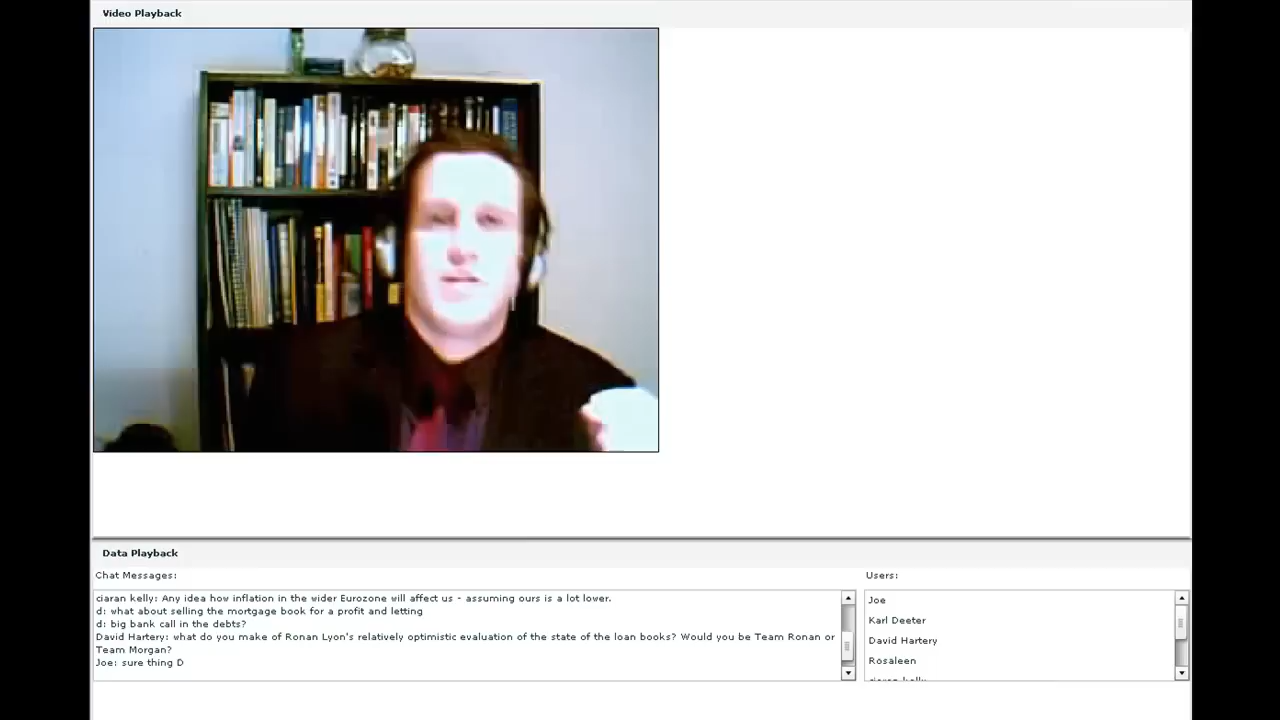 Video Playback
Data Playback
Chat Messages:
Users:
ciaran kelly: Any idea how inflation in the wider Eurozone will affect us - assuming ours is a lot lower.
d: what about selling the mortgage book for a profit and letting
d: big bank call in the debts?
David Hartery: what do you make of Ronan Lyon's relatively optimistic evaluation of the state of the loan books? Would you be Team Ronan or
Team Morgan?
Joe: sure thing D
Joe
Karl Deeter
David Hartery
Rosaleen
ciaran kelly